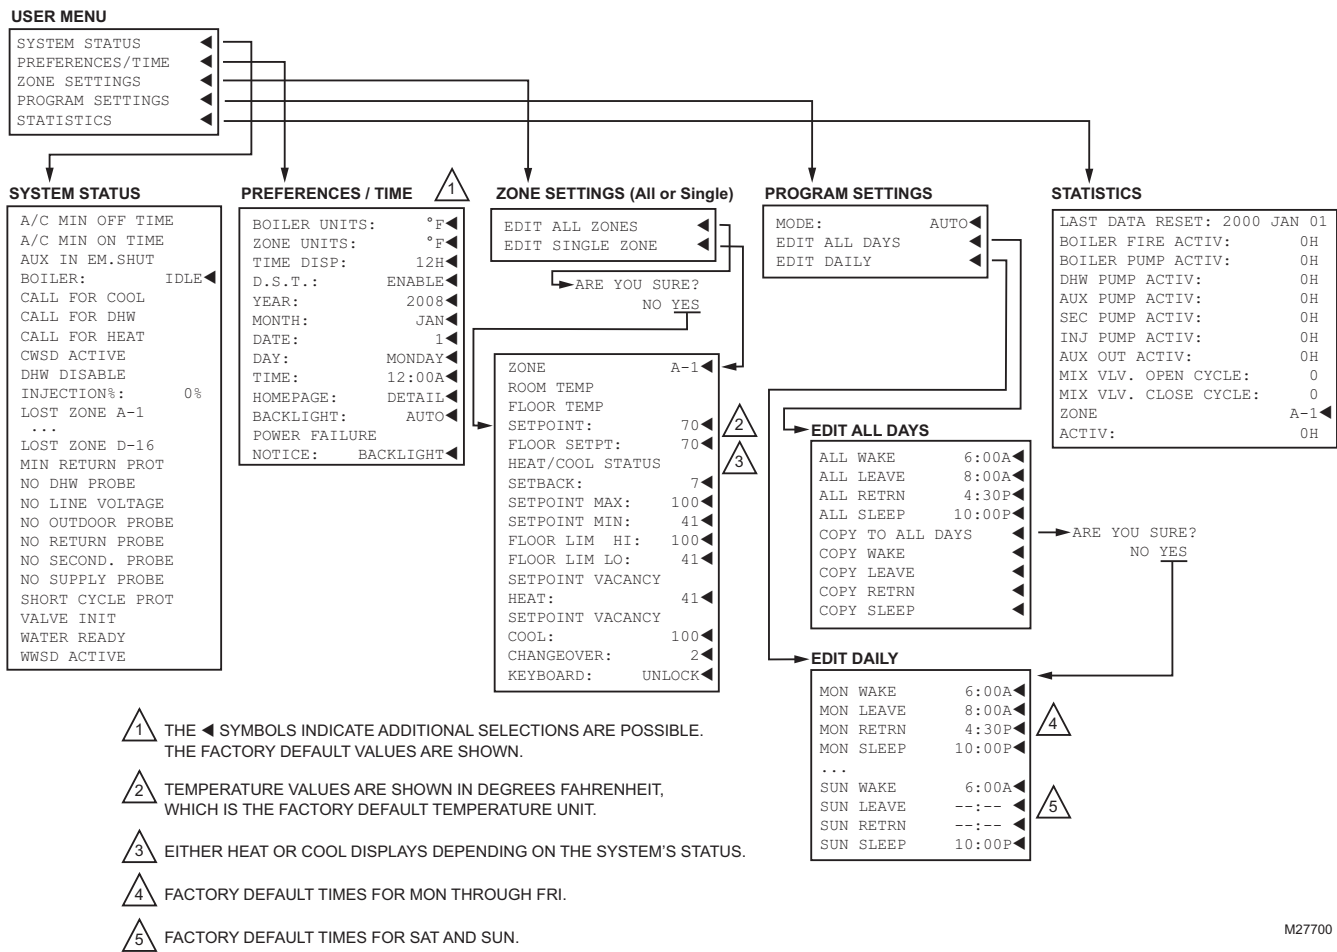 USER MENU
SYSTEM STATUS ◀
PREFERENCES/TIME ◀
ZONE SETTINGS ◀
PROGRAM SETTINGS ◀
STATISTICS ◀
SYSTEM STATUS
A/C MIN OFF TIME
A/C MIN ON TIME
AUX IN EM.SHUT
BOILER: IDLE◀
CALL FOR COOL
CALL FOR DHW
CALL FOR HEAT
CWSD ACTIVE
DHW DISABLE
INJECTION%: 0%
LOST ZONE A-1
...
LOST ZONE D-16
MIN RETURN PROT
NO DHW PROBE
NO LINE VOLTAGE
NO OUTDOOR PROBE
NO RETURN PROBE
NO SECOND. PROBE
NO SUPPLY PROBE
SHORT CYCLE PROT
VALVE INIT
WATER READY
WWSD ACTIVE
PREFERENCES / TIME
1
BOILER UNITS: °F◀
ZONE UNITS: °F◀
TIME DISP: 12H◀
D.S.T.: ENABLE◀
YEAR: 2008◀
MONTH: JAN◀
DATE: 1◀
DAY: MONDAY◀
TIME: 12:00A◀
HOMEPAGE: DETAIL◀
BACKLIGHT: AUTO◀
POWER FAILURE
NOTICE: BACKLIGHT◀
ZONE SETTINGS (All or Single)
EDIT ALL ZONES ◀
EDIT SINGLE ZONE ◀
ARE YOU SURE?
NO YES
ZONE A-1◀
ROOM TEMP
FLOOR TEMP
SETPOINT: 70◀
2
FLOOR SETPT: 70◀
3
HEAT/COOL STATUS
SETBACK: 7◀
SETPOINT MAX: 100◀
SETPOINT MIN: 41◀
FLOOR LIM HI: 100◀
FLOOR LIM LO: 41◀
SETPOINT VACANCY
HEAT: 41◀
SETPOINT VACANCY
COOL: 100◀
CHANGEOVER: 2◀
KEYBOARD: UNLOCK◀
PROGRAM SETTINGS
MODE: AUTO◀
EDIT ALL DAYS ◀
EDIT DAILY ◀
EDIT ALL DAYS
ALL WAKE 6:00A◀
ALL LEAVE 8:00A◀
ALL RETRN 4:30P◀
ALL SLEEP 10:00P◀
COPY TO ALL DAYS ◀
COPY WAKE ◀
COPY LEAVE ◀
COPY RETRN ◀
COPY SLEEP ◀
ARE YOU SURE?
NO YES
EDIT DAILY
MON WAKE 6:00A◀
MON LEAVE 8:00A◀
MON RETRN 4:30P◀
4
MON SLEEP 10:00P◀
...
SUN WAKE 6:00A◀
SUN LEAVE --:-- ◀
5
SUN RETRN --:-- ◀
SUN SLEEP 10:00P◀
STATISTICS
LAST DATA RESET: 2000 JAN 01
BOILER FIRE ACTIV: 0H
BOILER PUMP ACTIV: 0H
DHW PUMP ACTIV: 0H
AUX PUMP ACTIV: 0H
SEC PUMP ACTIV: 0H
INJ PUMP ACTIV: 0H
AUX OUT ACTIV: 0H
MIX VLV. OPEN CYCLE: 0
MIX VLV. CLOSE CYCLE: 0
ZONE A-1◀
ACTIV: 0H
1 THE ◀ SYMBOLS INDICATE ADDITIONAL SELECTIONS ARE POSSIBLE.
THE FACTORY DEFAULT VALUES ARE SHOWN.
2 TEMPERATURE VALUES ARE SHOWN IN DEGREES FAHRENHEIT,
WHICH IS THE FACTORY DEFAULT TEMPERATURE UNIT.
3 EITHER HEAT OR COOL DISPLAYS DEPENDING ON THE SYSTEM'S STATUS.
4 FACTORY DEFAULT TIMES FOR MON THROUGH FRI.
5 FACTORY DEFAULT TIMES FOR SAT AND SUN.
M27700